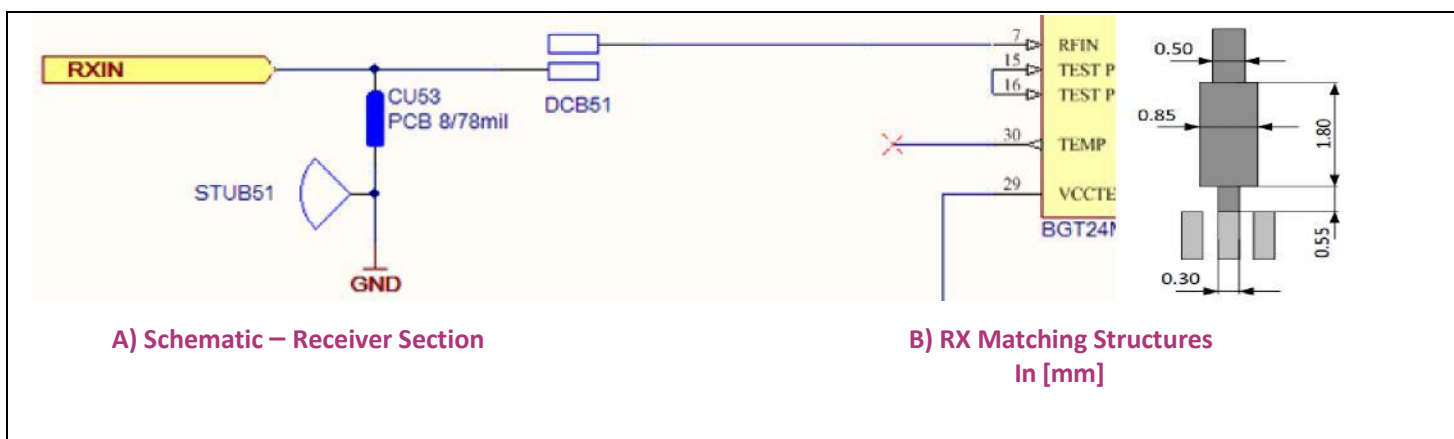 RXIN
CU53
PCB 8/78mil
DCB51
STUB51
GND
7
RFIN
15
TEST P
16
TEST P
30
TEMP
29
VCCTE
BGT24
0.50
0.85
1.80
0.55
0.30
A) Schematic – Receiver Section
B) RX Matching Structures
In [mm]